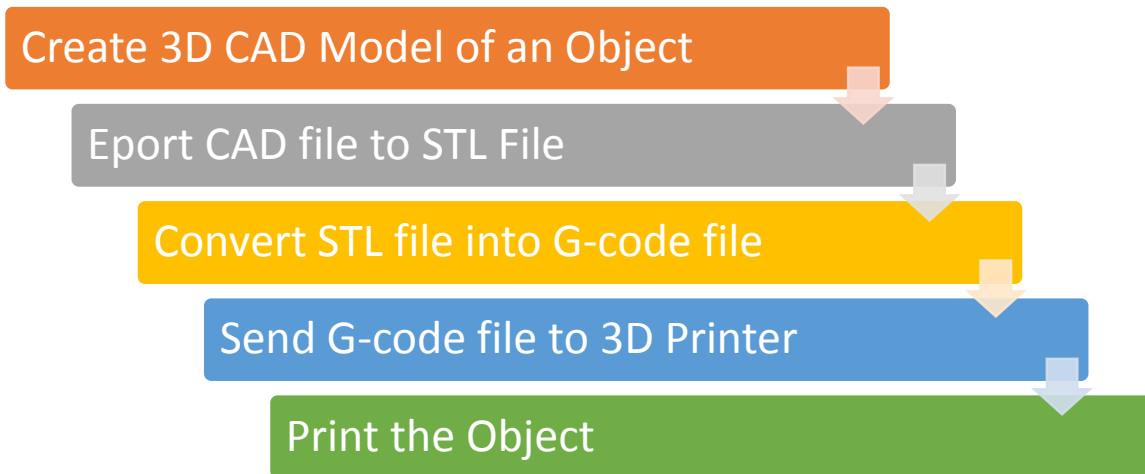 Create 3D CAD Model of an Object
Eport CAD file to STL File
Convert STL file into G-code file
Send G-code file to 3D Printer
Print the Object